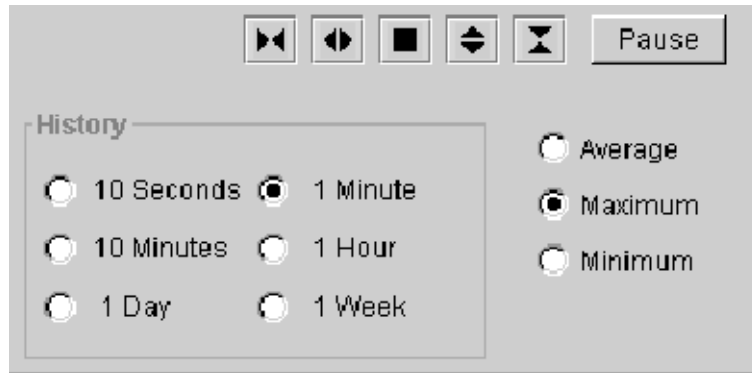 Pause
History
10 Seconds 1 Minute
10 Minutes 1 Hour
1 Day 1 Week
Average
Maximum
Minimum